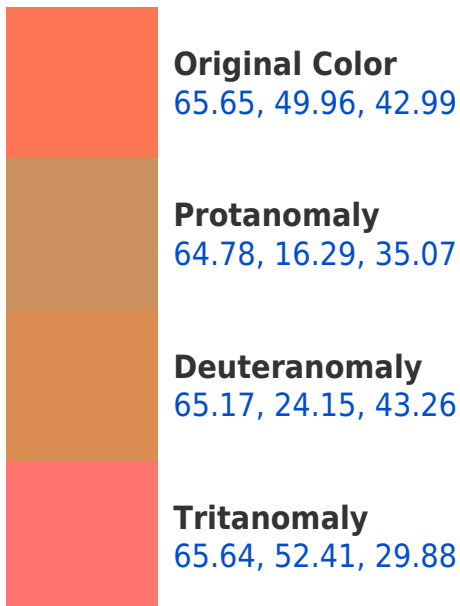 Original Color
65.65, 49.96, 42.99
Protanomaly
64.78, 16.29, 35.07
Deuteranomaly
65.17, 24.15, 43.26
Tritanomaly
65.64, 52.41, 29.88